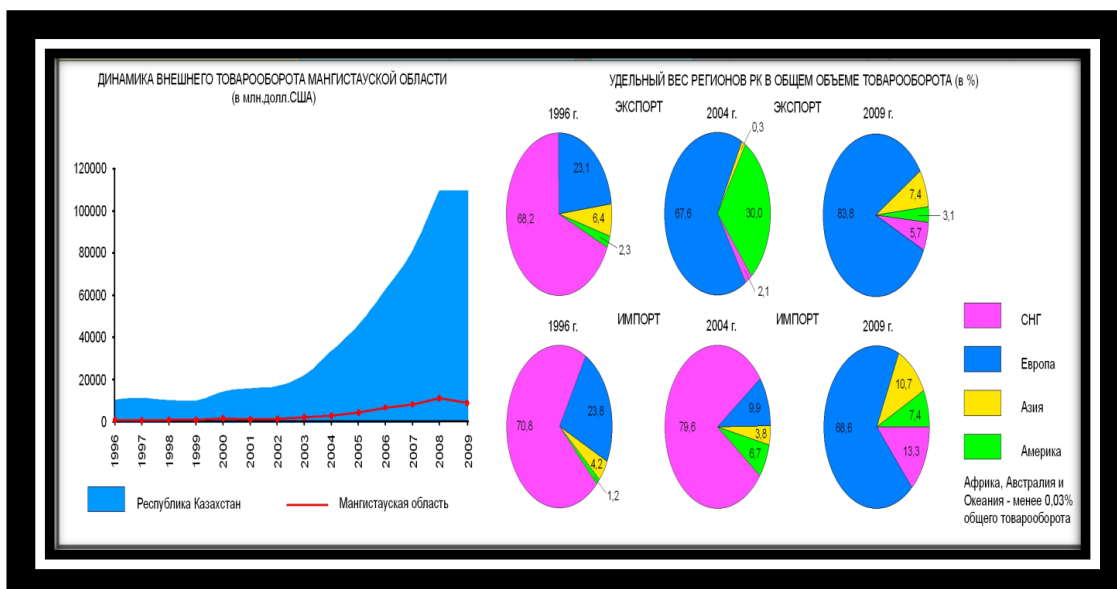 ДИНАМИКА ВНЕШНЕГО ТОВАРООБОРОТА МАНГИСТАУСКОЙ ОБЛАСТИ
(в млн.долл.США)
120000
100000
80000
60000
40000
20000
0
1996
1997
1998
1999
2000
2001
2002
2003
2004
2005
2006
2007
2008
2009
Республика Казахстан
Мангистауская область
УДЕЛЬНЫЙ ВЕС РЕГИОНОВ РК В ОБЩЕМ ОБЪЕМЕ ТОВАРООБОРОТА (в %)
ЭКСПОРТ
ЭКСПОРТ
1996 г.
2004 г.
2009 г.
23,1
68,2
6,4
2,3
0,3
67,6
30,0
2,1
83,8
7,4
3,1
5,7
ИМПОРТ
ИМПОРТ
1996 г.
2004 г.
2009 г.
70,8
23,8
4,2
1,2
79,6
9,9
3,8
6,7
68,6
10,7
7,4
13,3
СНГ
Европа
Азия
Америка
Африка, Австралия и
Океания - менее 0,03%
общего товарооборота